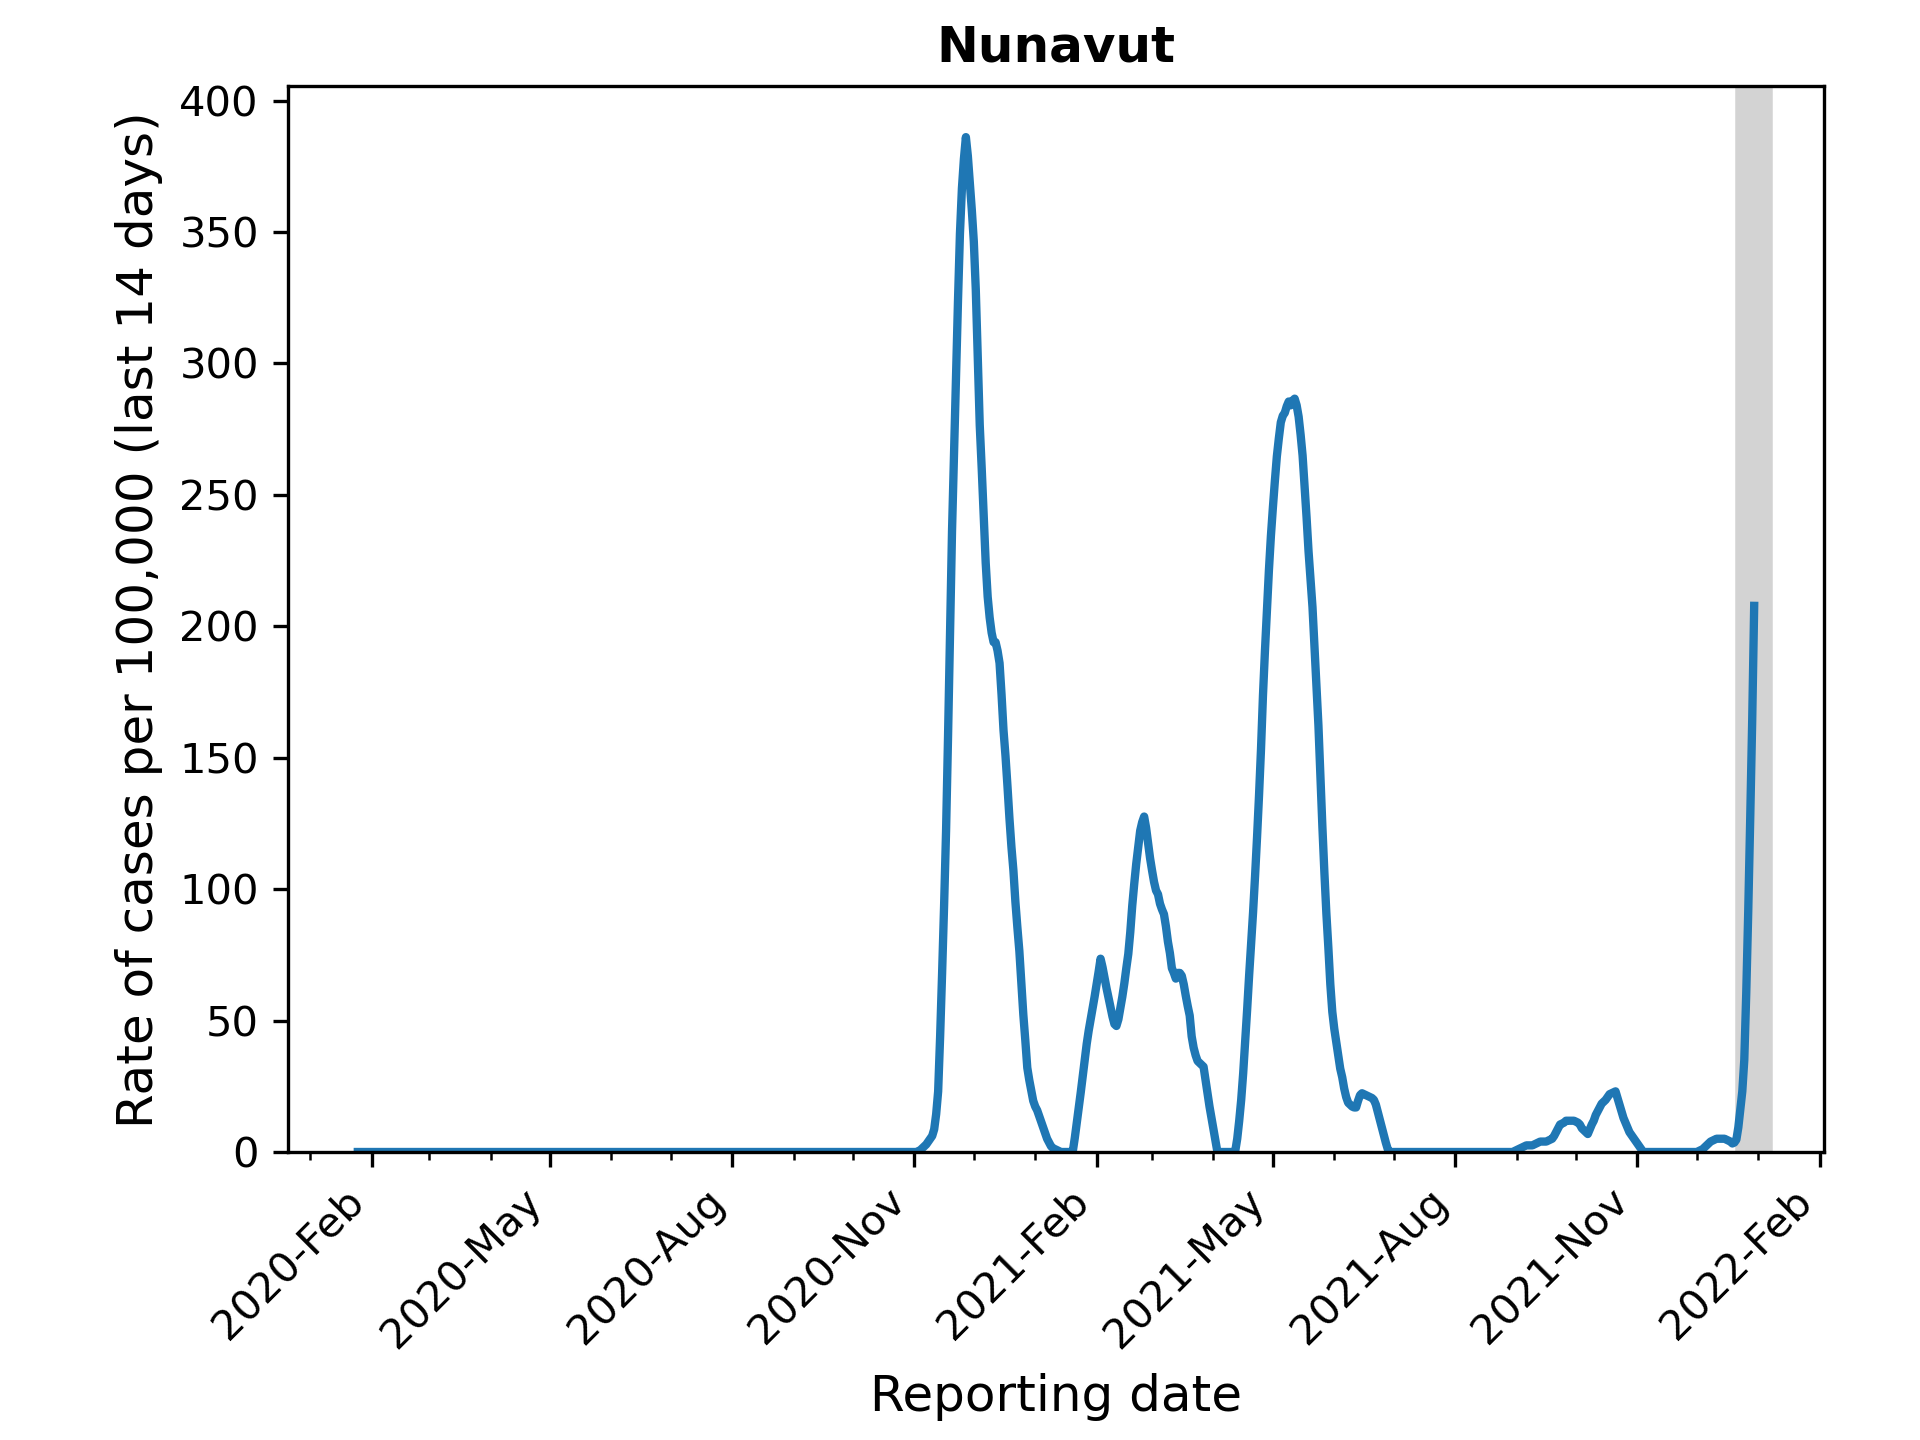 Nunavut
Rate of cases per 100,000 (last 14 days)
400
350
300
250
200
150
100
50
0
2020-Feb
2020-May
2020-Aug
2020-Nov
2021-Feb
2021-May
2021-Aug
2021-Nov
2022-Feb
Reporting date